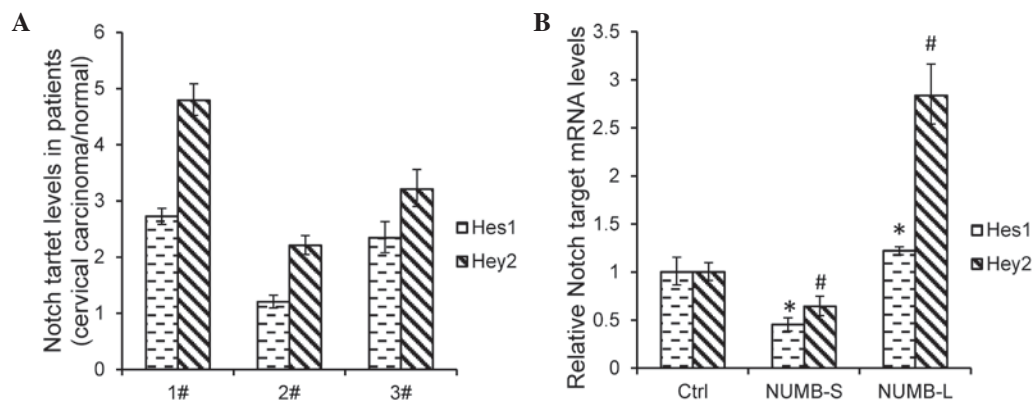 A
Notch tartet levels in patients
(cervical carcinoma/normal)
6
5
4
3
2
1
0
1#
2#
3#
Hes1
Hey2
B
Relative Notch target mRNA levels
3.5
3
2.5
2
1.5
1
0.5
0
*
#
*
#
Ctrl
NUMB-S
NUMB-L
Hes1
Hey2